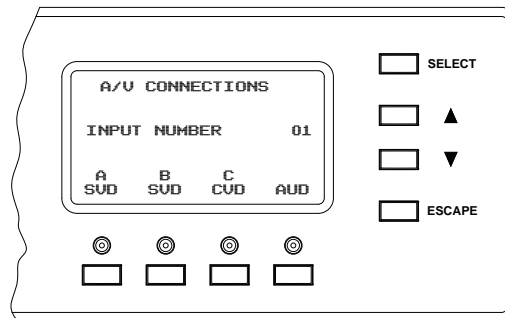 A/V CONNECTIONS
INPUT NUMBER 01
A B C
SVD SVD CVD AUD
SELECT
▲
▼
ESCAPE